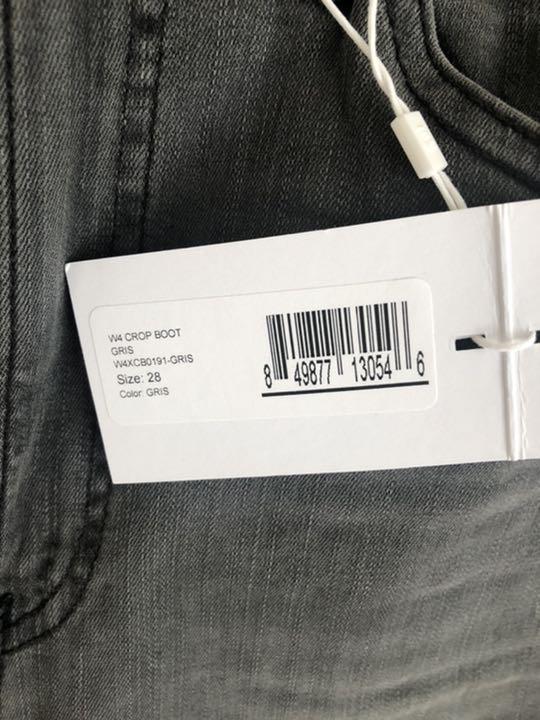 W4 CROP BOOT
GRIS
W4XCB0191-GRIS
Size: 28
Color: GRIS
8 49877 13054 6